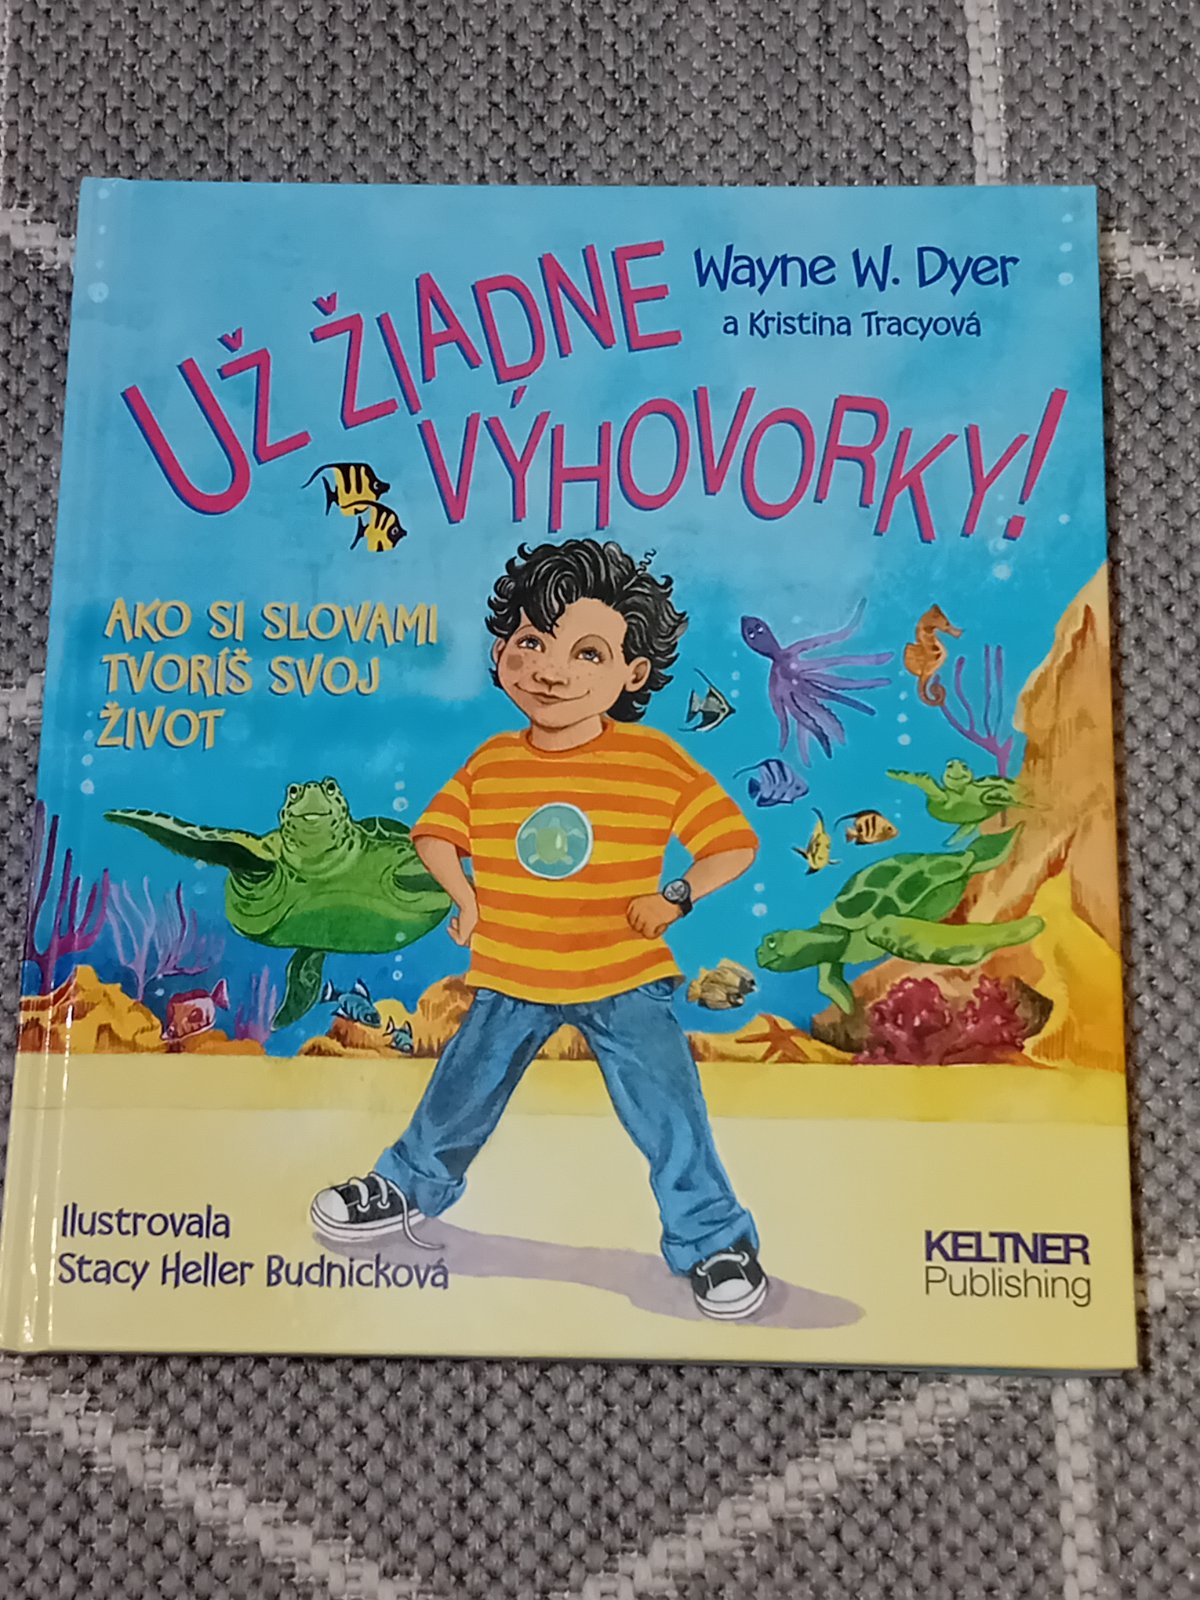 Wayne W. Dyer
a Kristina Tracyová
UŽ ŽIADNE
VÝHOVORKY!
AKO SI SLOVAMI
TVORÍŠ SVOJ
ŽIVOT
Ilustrovala
Stacy Heller Budnicková
KELTNER
Publishing